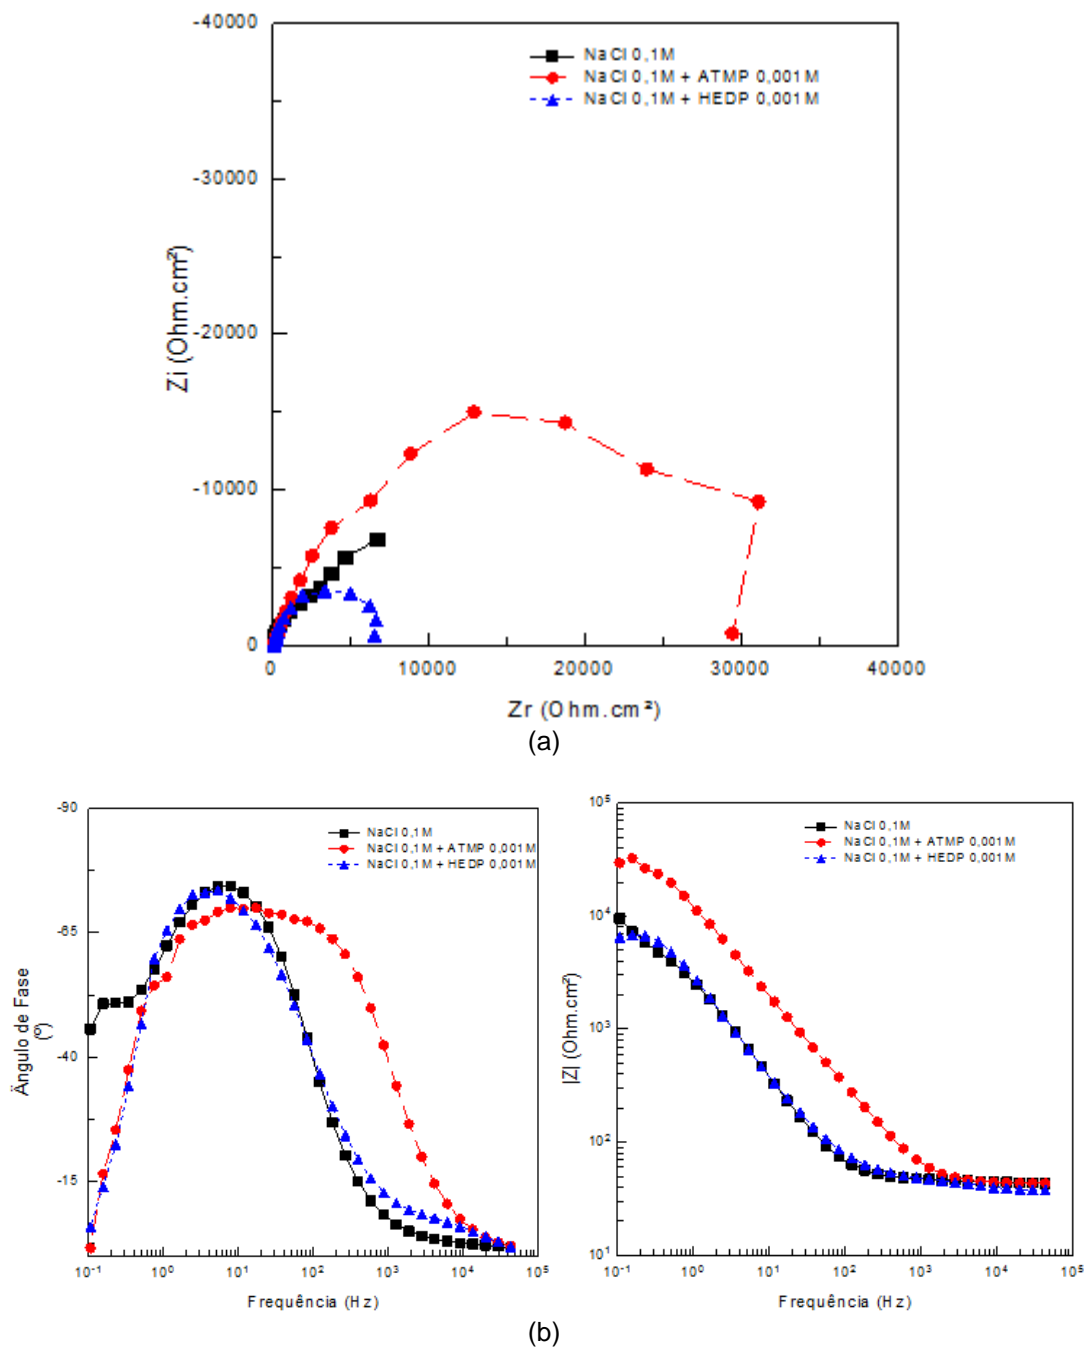 -40000
NaCl 0,1M
NaCl 0,1M + ATMP 0,001M
NaCl 0,1M + HEDP 0,001M
-30000
Zi (Ohm.cm²)
-20000
-10000
0
0 10000 20000 30000 40000
Zr (Ohm.cm²)
(a)
-90
NaCl 0,1M
NaCl 0,1M + ATMP 0,001M
NaCl 0,1M + HEDP 0,001M
-65
Ângulo de Fase
(º)
-40
-15
10⁻¹ 10⁰ 10¹ 10² 10³ 10⁴ 10⁵
Frequência (Hz)
10⁵
NaCl 0,1M
NaCl 0,1M + ATMP 0,001M
NaCl 0,1M + HEDP 0,001M
10⁴
|Z| (Ohm.cm²)
10³
10²
10¹
10⁻¹ 10⁰ 10¹ 10² 10³ 10⁴ 10⁵
Frequência (Hz)
(b)